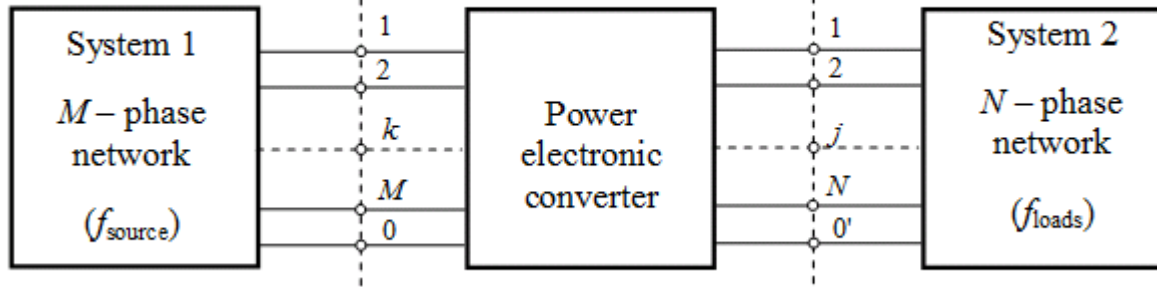 System 1
M – phase
network
(fsource)
1
2
k
M
0
Power
electronic
converter
1
2
j
N
0'
System 2
N – phase
network
(floads)